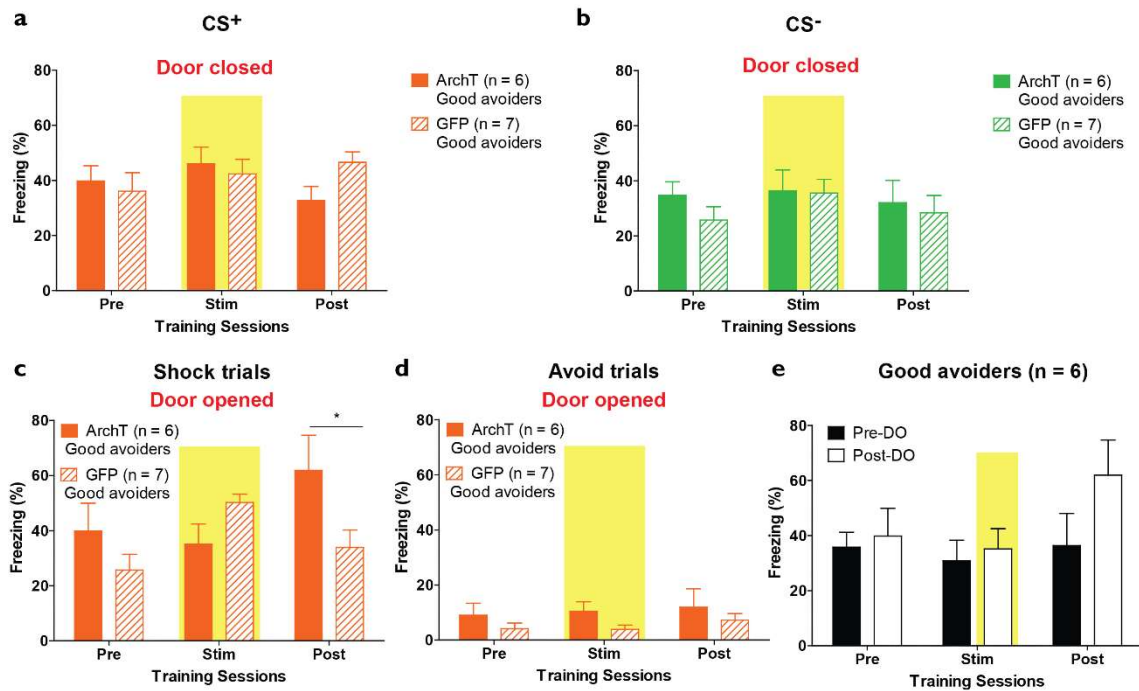 a
CS+
Door closed
80
60
40
20
0
Freezing (%)
Pre
Stim
Post
Training Sessions
ArchT (n = 6)
Good avoiders
GFP (n = 7)
Good avoiders
b
CS-
Door closed
80
60
40
20
0
Freezing (%)
Pre
Stim
Post
Training Sessions
ArchT (n = 6)
Good avoiders
GFP (n = 7)
Good avoiders
c
Shock trials
Door opened
80
60
40
20
0
Freezing (%)
ArchT (n = 6)
Good avoiders
GFP (n = 7)
Good avoiders
*
Pre
Stim
Post
Training Sessions
d
Avoid trials
Door opened
80
60
40
20
0
Freezing (%)
ArchT (n = 6)
Good avoiders
GFP (n = 7)
Good avoiders
Pre
Stim
Post
Training Sessions
e
Good avoiders (n = 6)
80
60
40
20
0
Freezing (%)
Pre-DO
Post-DO
Pre
Stim
Post
Training Sessions